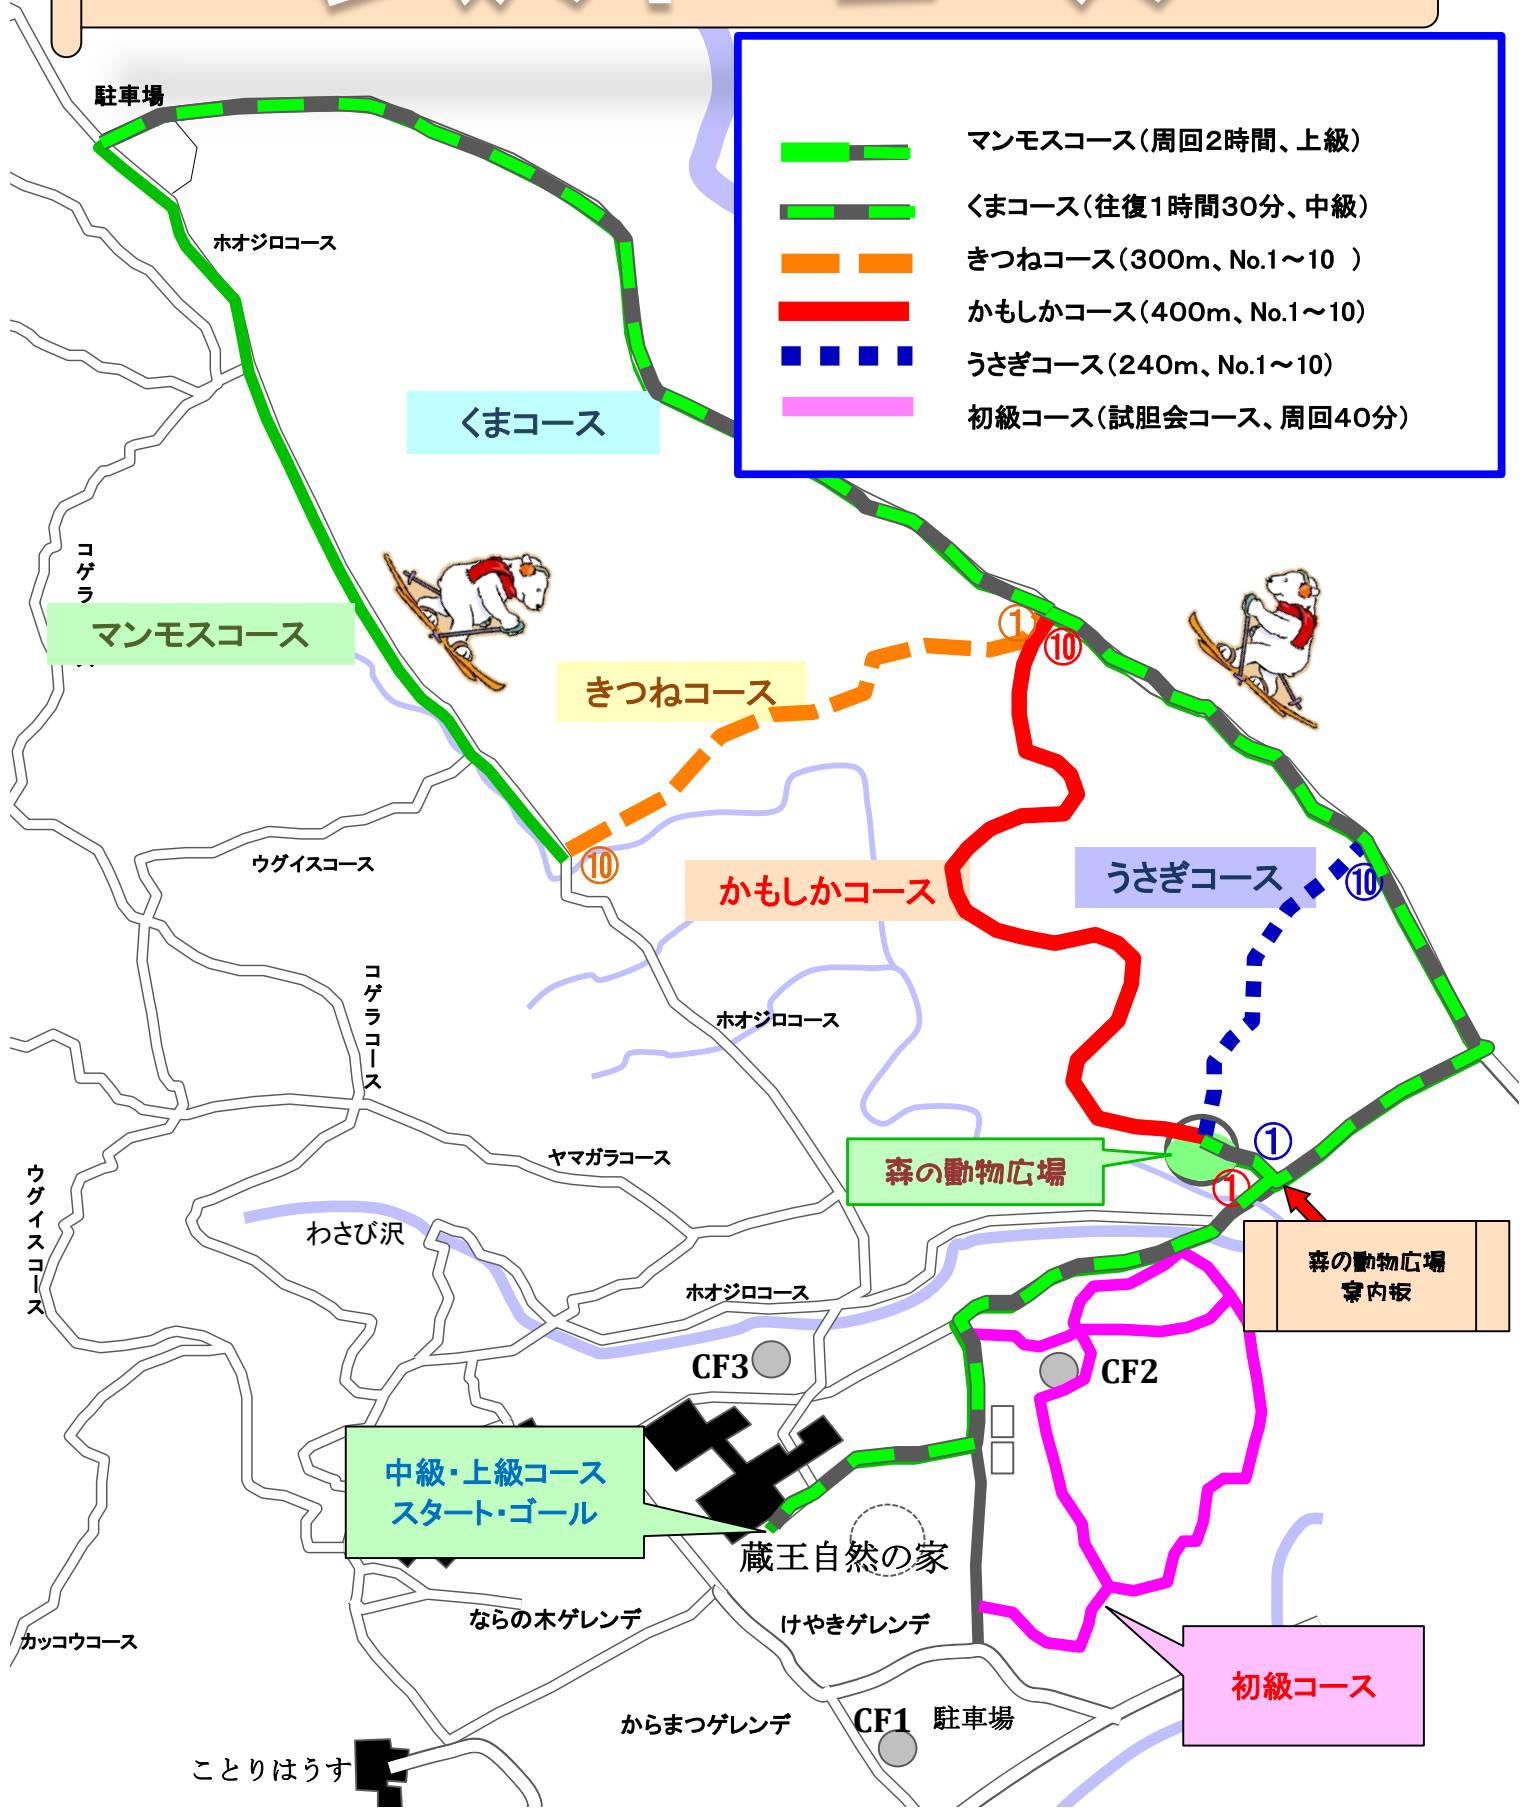 駐車場
マンモスコース(周回2時間、上級)
くまコース(往復1時間30分、中級)
きつねコース(300m、No.1～10 )
かもしかコース(400m、No.1～10)
うさぎコース(240m、No.1～10)
初級コース(試胆会コース、周回40分)
ホオジロコース
くまコース
コゲラ
マンモスコース
きつねコース
①
⑩
⑩
ウグイスコース
かもしかコース
うさぎコース
⑩
コゲラコース
ホオジロコース
ヤマガラコース
ウグイスコース
わさび沢
森の動物広場
①
①
森の動物広場
案内板
ホオジロコース
CF3
CF2
中級・上級コース
スタート・ゴール
蔵王自然の家
ならの木ゲレンデ
けやきゲレンデ
カッコウコース
初級コース
からまつゲレンデ
CF1
駐車場
ことりはうす